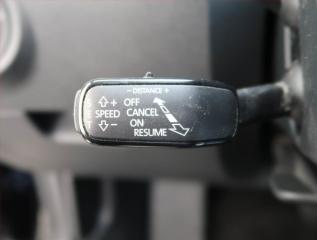 - DISTANCE +
+ OFF
SPEED CANCEL
- ON
RESUME